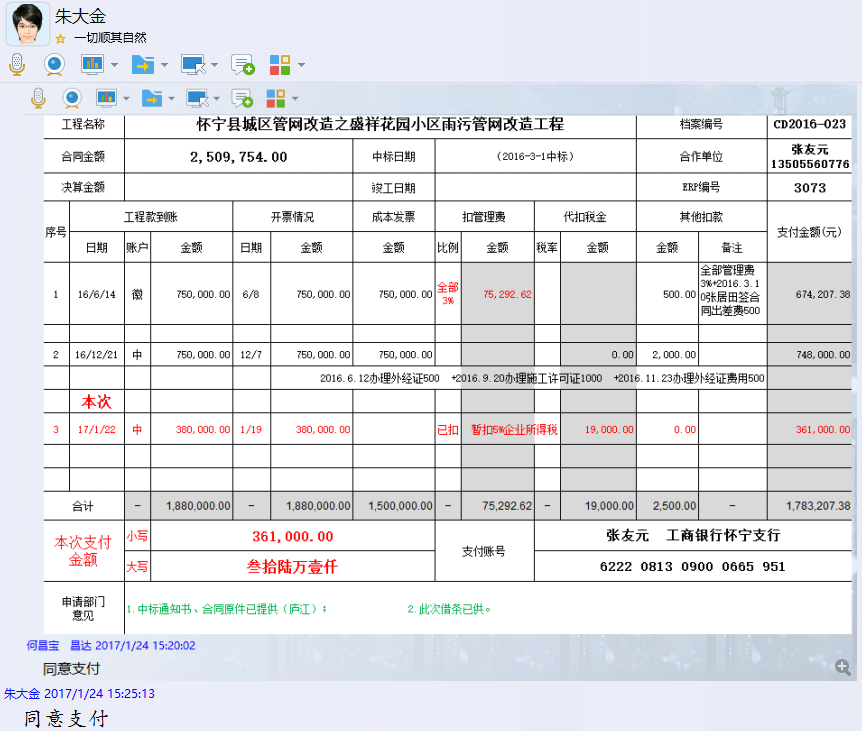 朱大金
一切顺其自然
工程名称 怀宁县城区管网改造之盛祥花园小区雨污管网改造工程 档案编号 CD2016-023
合同金额 2,509,754.00 中标日期 (2016-3-1中标) 合作单位 张友元
13505560776
决算金额 竣工日期 ERP编号 3073
序号 工程款到账 开票情况 成本发票 扣管理费 代扣税金 其他扣款 支付金额(元)
日期 账户 金额 日期 金额 金额 比例 金额 税率 金额 金额 备注
1 16/6/14 徽 750,000.00 6/8 750,000.00 750,000.00 全部
3% 75,292.62 500.00 全部管理费
3%+2016.3.1
0张居田签合
同出差费500 674,207.38
2 16/12/21 中 750,000.00 12/7 750,000.00 750,000.00 0.00 2,000.00 748,000.00
2016.6.12办理外经证500 +2016.9.20办理施工许可证1000 +2016.11.23办理外经证费用500
本次
3 17/1/22 中 380,000.00 1/19 380,000.00 已扣 暂扣5%企业所得税 19,000.00 0.00 361,000.00
合计 - 1,880,000.00 - 1,880,000.00 1,500,000.00 - 75,292.62 - 19,000.00 2,500.00 - 1,783,207.38
本次支付
金额 小写 361,000.00 支付账号 张友元 工商银行怀宁支行
大写 叁拾陆万壹仟 6222 0813 0900 0665 951
申请部门
意见 1.中标通知书、合同原件已提供（庐江）； 2.此次借条已供。
何昌宝 昌达 2017/1/24 15:20:02
同意支付
朱大金 2017/1/24 15:25:13
同意支付